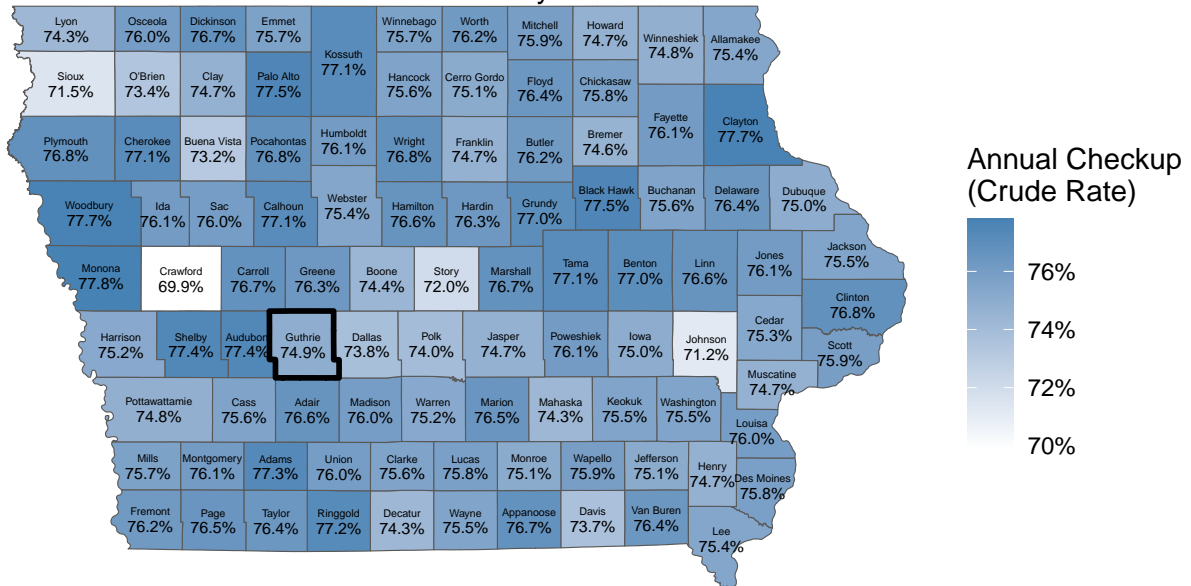 Lyon
74.3%
Osceola
76.0%
Dickinson
76.7%
Emmet
75.7%
Kossuth
77.1%
Winnebago
75.7%
Worth
76.2%
Mitchell
75.9%
Howard
74.7%
Winneshiek
74.8%
Allamakee
75.4%
Sioux
71.5%
O'Brien
73.4%
Clay
74.7%
Palo Alto
77.5%
Hancock
75.6%
Cerro Gordo
75.1%
Floyd
76.4%
Chickasaw
75.8%
Plymouth
76.8%
Cherokee
77.1%
Buena Vista
73.2%
Pocahontas
76.8%
Humboldt
76.1%
Wright
76.8%
Franklin
74.7%
Butler
76.2%
Bremer
74.6%
Fayette
76.1%
Clayton
77.7%
Woodbury
77.7%
Ida
76.1%
Sac
76.0%
Calhoun
77.1%
Webster
75.4%
Hamilton
76.6%
Hardin
76.3%
Grundy
77.0%
Black Hawk
77.5%
Buchanan
75.6%
Delaware
76.4%
Dubuque
75.0%
Monona
77.8%
Crawford
69.9%
Carroll
76.7%
Greene
76.3%
Boone
74.4%
Story
72.0%
Marshall
76.7%
Tama
77.1%
Benton
77.0%
Linn
76.6%
Jones
76.1%
Jackson
75.5%
Clinton
76.8%
Harrison
75.2%
Shelby
77.4%
Audubon
77.4%
Guthrie
74.9%
Dallas
73.8%
Polk
74.0%
Jasper
74.7%
Poweshiek
76.1%
Iowa
75.0%
Johnson
71.2%
Cedar
75.3%
Scott
75.9%
Muscatine
74.7%
Pottawattamie
74.8%
Cass
75.6%
Adair
76.6%
Madison
76.0%
Warren
75.2%
Marion
76.5%
Mahaska
74.3%
Keokuk
75.5%
Washington
75.5%
Louisa
76.0%
Mills
75.7%
Montgomery
76.1%
Adams
77.3%
Union
76.0%
Clarke
75.6%
Lucas
75.8%
Monroe
75.1%
Wapello
75.9%
Jefferson
75.1%
Henry
74.7%
Des Moines
75.8%
Fremont
76.2%
Page
76.5%
Taylor
76.4%
Ringgold
77.2%
Decatur
74.3%
Wayne
75.5%
Appanoose
76.7%
Davis
73.7%
Van Buren
76.4%
Lee
75.4%
Annual Checkup
(Crude Rate)
76%
74%
72%
70%